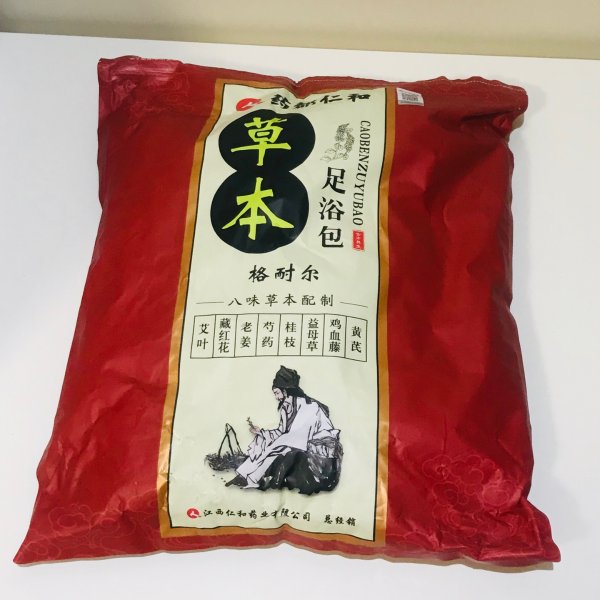 药都仁和
草本
足浴包
CAOBENZUYUBAO
格耐尔
八味草本配制
艾叶
藏红花
老姜
芍药
桂枝
益母草
鸡血藤
黄芪
江西仁和药业有限公司 总经销